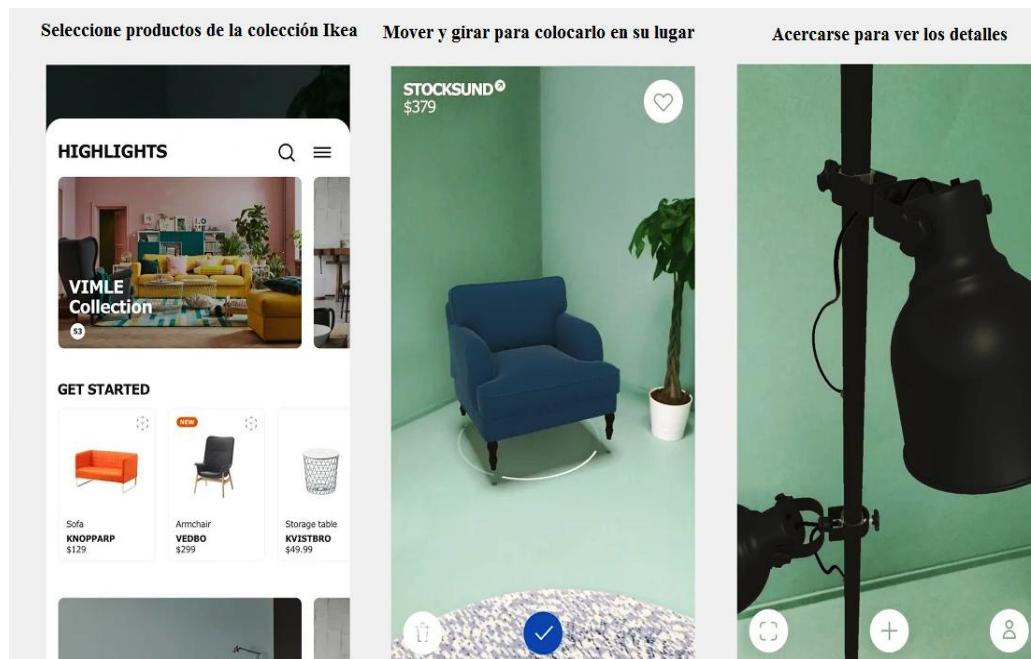 Seleccione productos de la colección Ikea
HIGHLIGHTS
VIMLE
Collection
53
GET STARTED
Sofa
KNOPPARP
$129
NEW
Armchair
VEDBO
$299
Storage table
KVISTBRO
$49.99
Mover y girar para colocarlo en su lugar
STOCKSUND
$379
Acercarse para ver los detalles